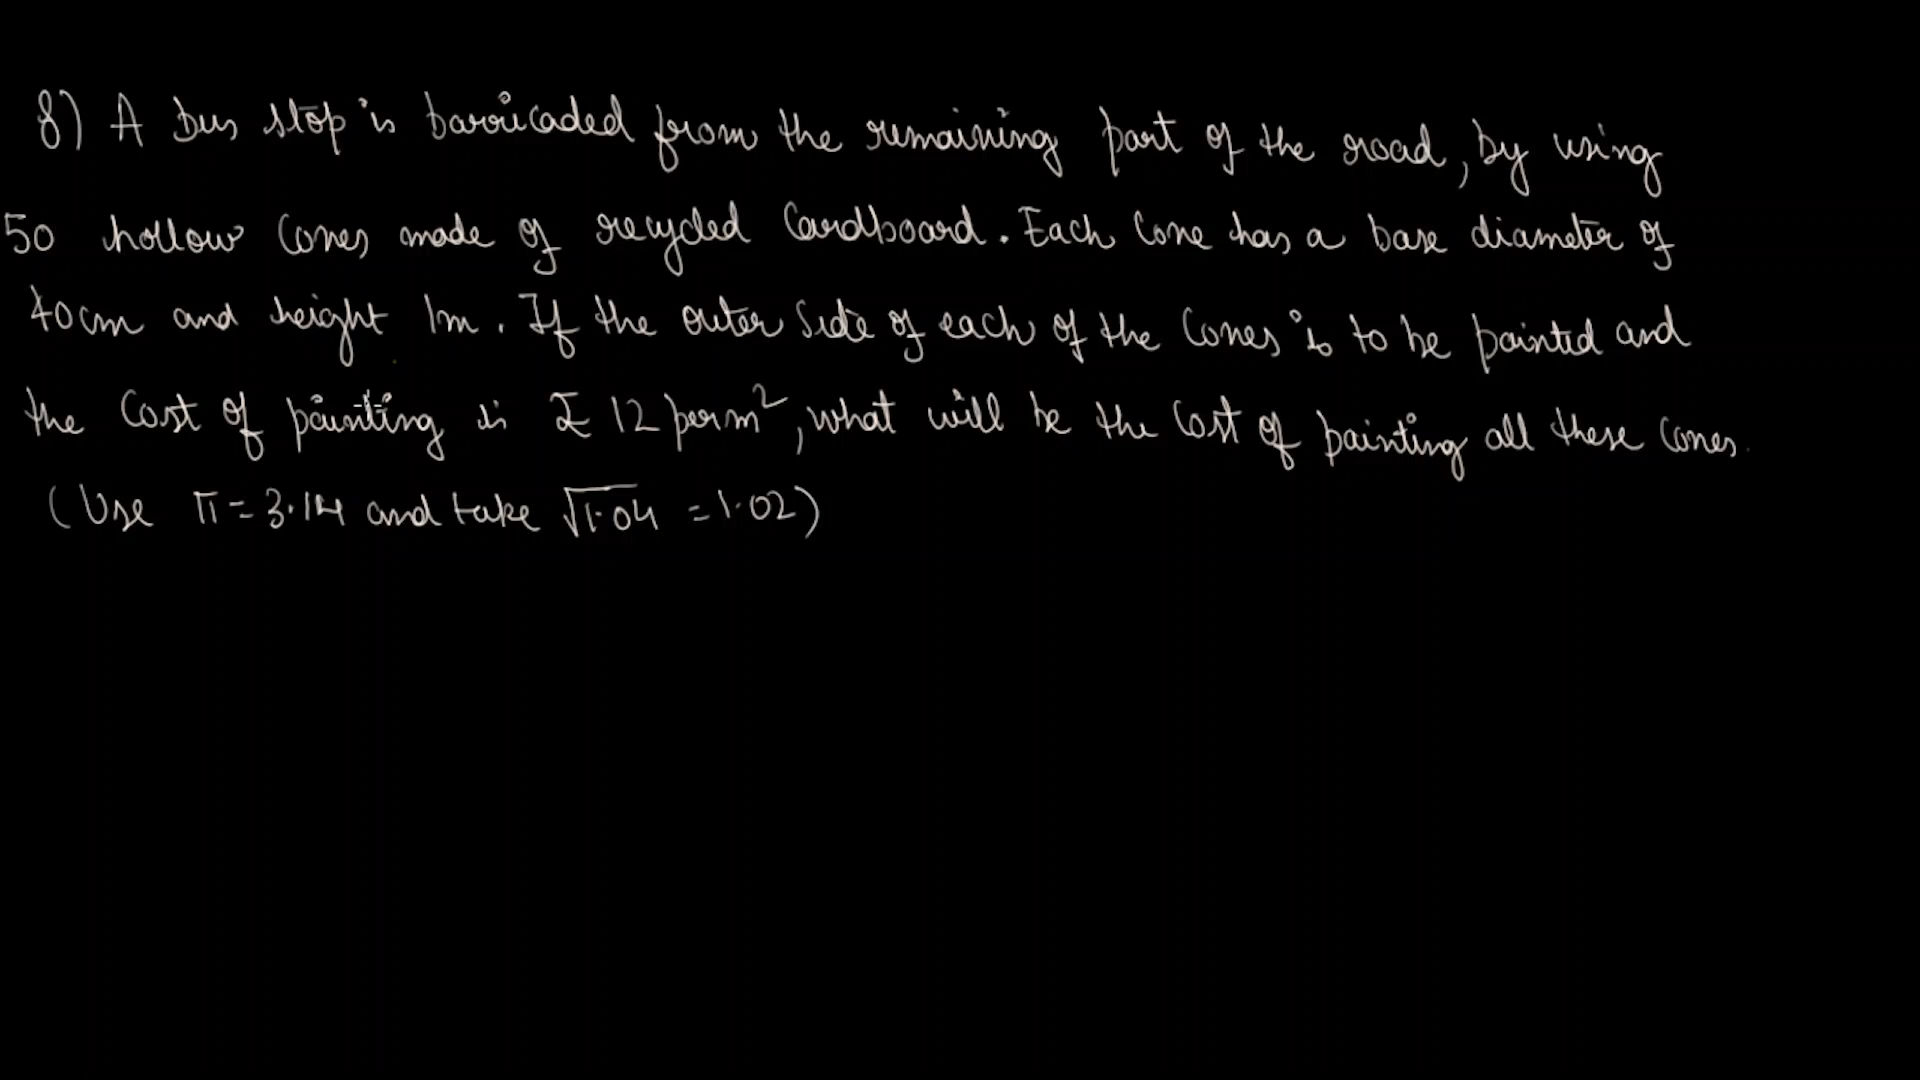 8) A bus stop is barricaded from the remaining part of the road, by using
50 hollow cones made of recycled Cardboard. Each Cone has a base diameter of
40cm and height 1m. If the outer Side of each of the Cones is to be painted and
the Cost of painting is ₹ 12 per m², what will be the Cost of painting all these Cones.
(Use π = 3.14 and take √1.04 = 1.02)